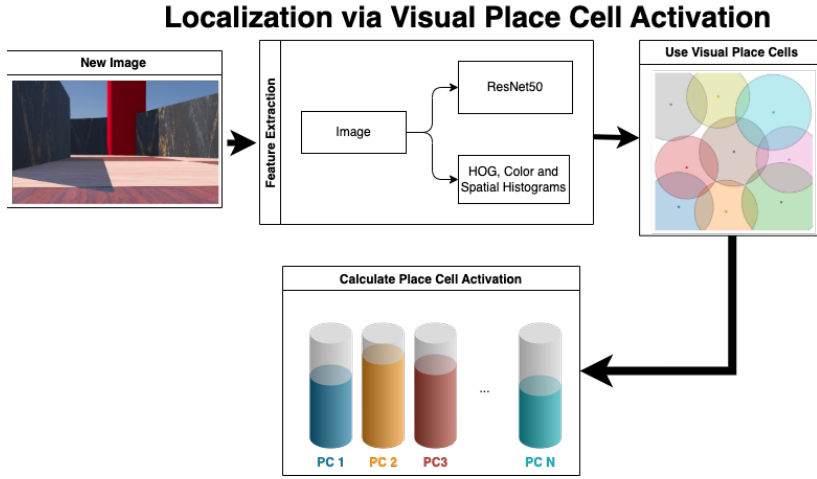 Localization via Visual Place Cell Activation
New Image
Feature Extraction
Image
ResNet50
HOG, Color and
Spatial Histograms
Use Visual Place Cells
Calculate Place Cell Activation
PC 1
PC 2
PC3
...
PC N